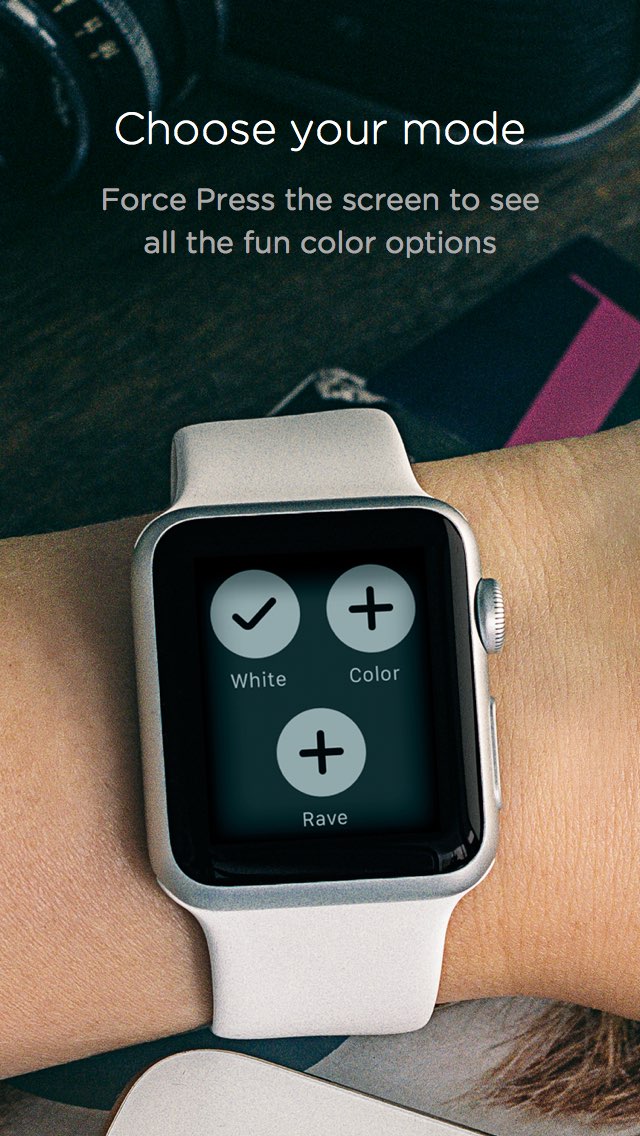 Choose your mode
Force Press the screen to see
all the fun color options
White
Color
Rave